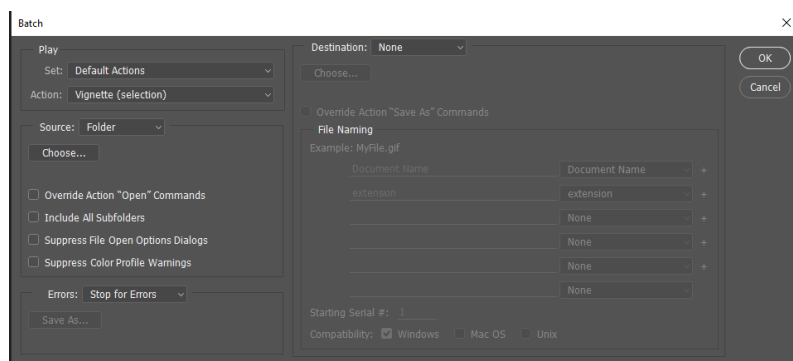 Batch
Play
Set: Default Actions
Action: Vignette (selection)
Source: Folder
Choose...
Override Action "Open" Commands
Include All Subfolders
Suppress File Open Options Dialogs
Suppress Color Profile Warnings
Errors: Stop for Errors
Save As...
Destination: None
Choose...
Override Action "Save As" Commands
File Naming
Example: MyFile.gif
Document Name Document Name +
extension extension +
None +
None +
None +
None
Starting Serial #: 1
Compatibility: Windows Mac OS Unix
OK
Cancel